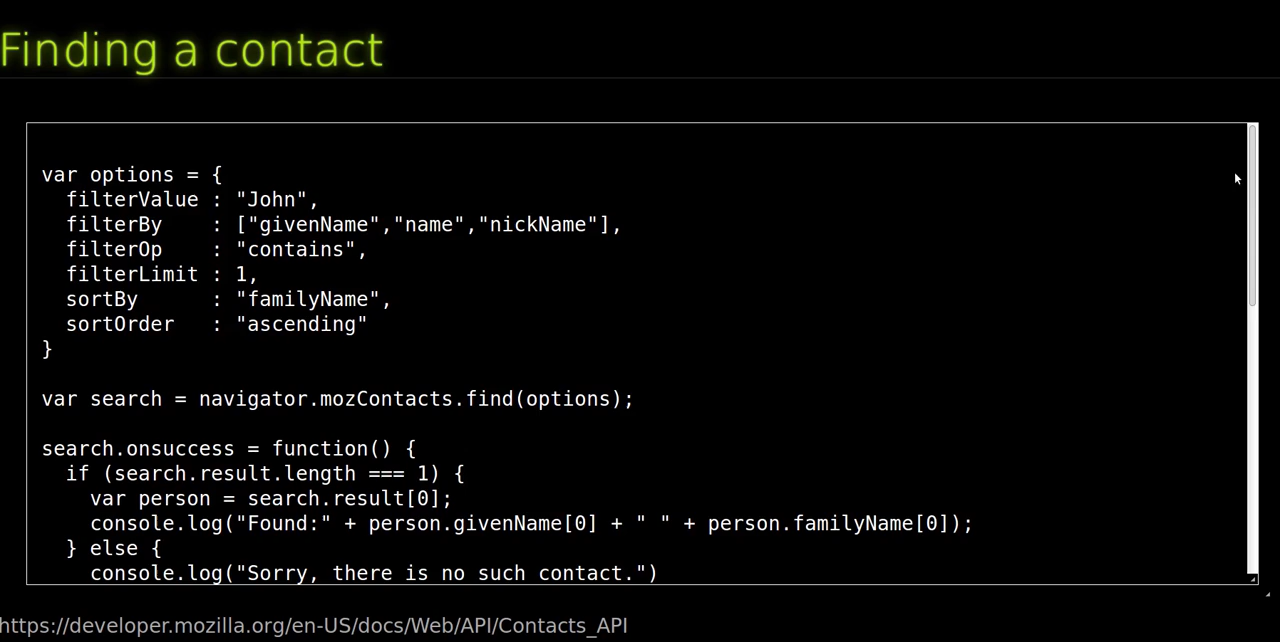 Finding a contact
var options = {
  filterValue : "John",
  filterBy    : ["givenName","name","nickName"],
  filterOp    : "contains",
  filterLimit : 1,
  sortBy      : "familyName",
  sortOrder   : "ascending"
}
var search = navigator.mozContacts.find(options);
search.onsuccess = function() {
  if (search.result.length === 1) {
    var person = search.result[0];
    console.log("Found:" + person.givenName[0] + " " + person.familyName[0]);
  } else {
    console.log("Sorry, there is no such contact.")
https://developer.mozilla.org/en-US/docs/Web/API/Contacts_API